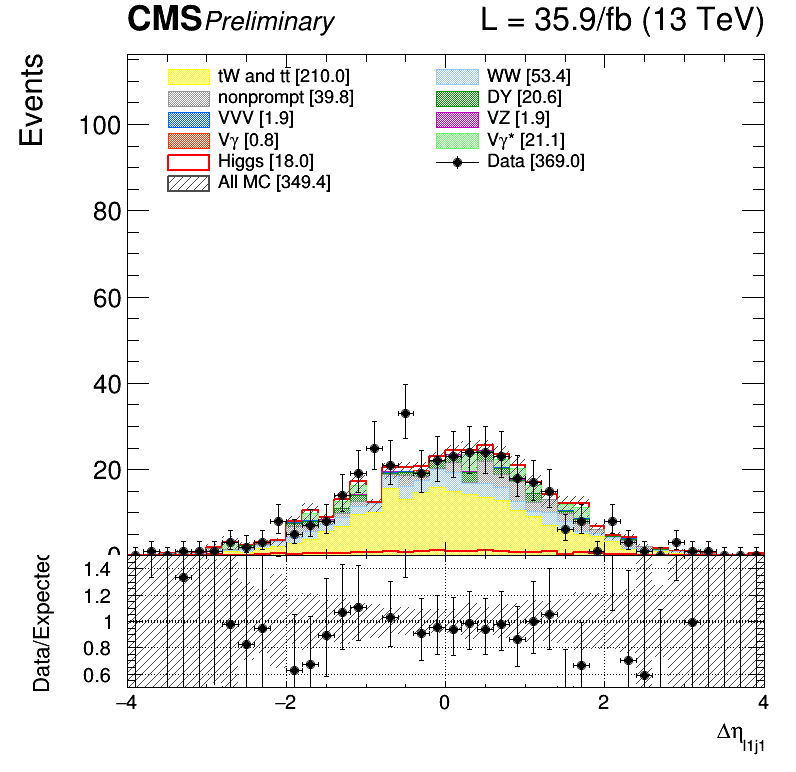 CMS Preliminary L = 35.9/fb (13 TeV)
Events
tW and tt̄ [210.0] WW [53.4]
nonprompt [39.8] DY [20.6]
VVV [1.9] VZ [1.9]
Vγ [0.8] Vγ* [21.1]
Higgs [18.0] Data [369.0]
All MC [349.4]
100
80
60
40
20
0
Data/Expected
1.4
1.2
1
0.8
0.6
−4 −2 0 2 4
Δη_l1j1